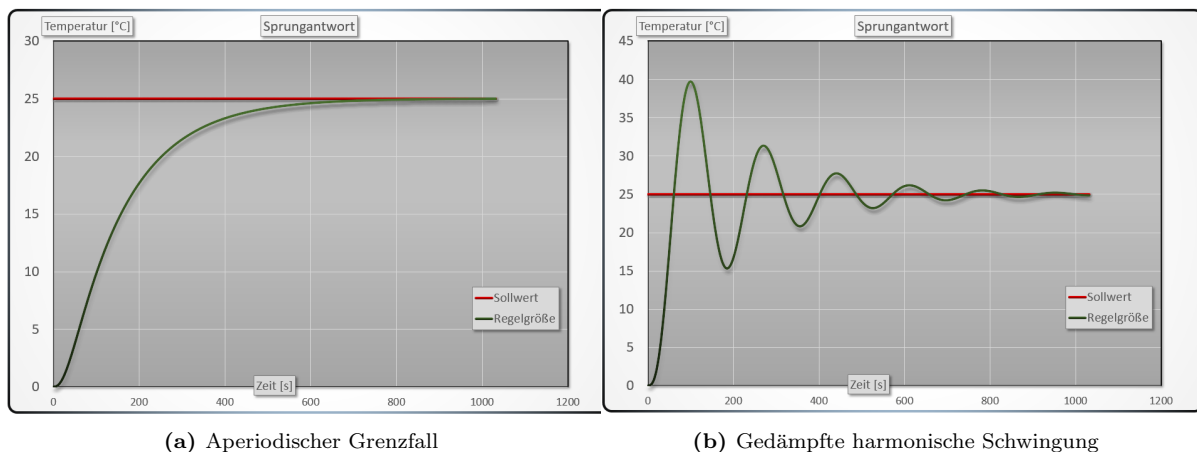 Temperatur [°C]
Sprungantwort
30
25
20
15
10
5
0
Sollwert
Regelgröße
Zeit [s]
0
200
400
600
800
1000
1200
(a) Aperiodischer Grenzfall
Temperatur [°C]
Sprungantwort
45
40
35
30
25
20
15
10
5
0
Sollwert
Regelgröße
Zeit [s]
0
200
400
600
800
1000
1200
(b) Gedämpfte harmonische Schwingung